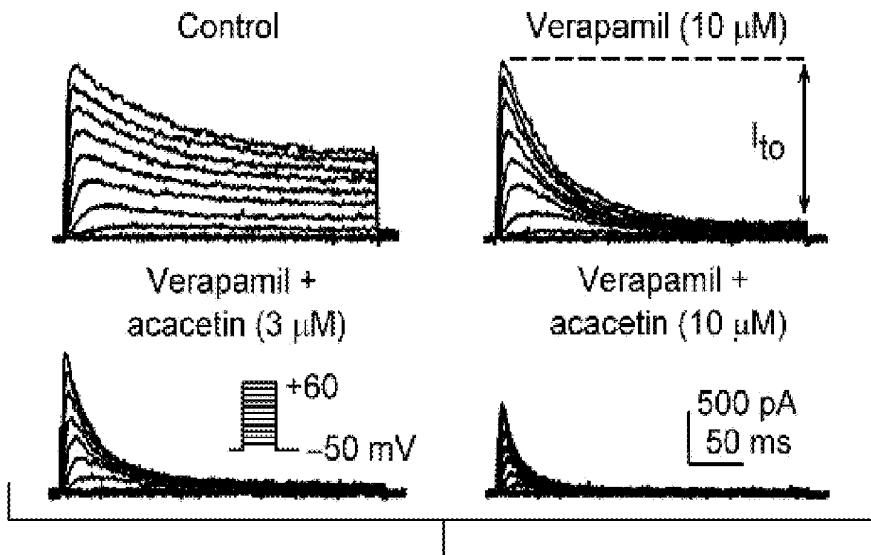 Control
Verapamil (10 μM)
Ito
Verapamil +
acacetin (3 μM)
Verapamil +
acacetin (10 μM)
+60
–50 mV
500 pA
50 ms